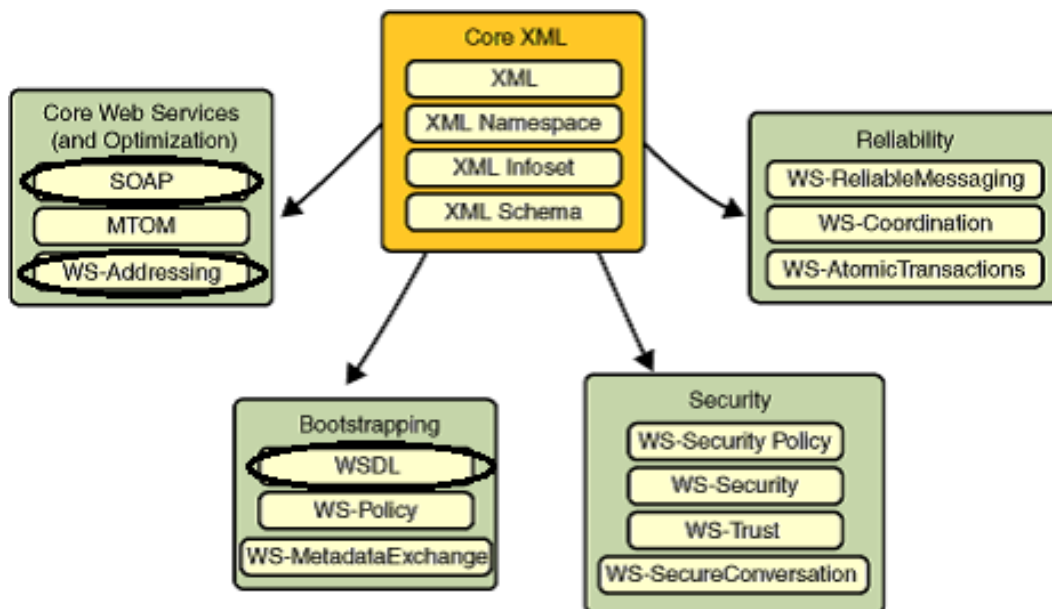 Core XML
XML
XML Namespace
XML Infoset
XML Schema
Core Web Services
(and Optimization)
SOAP
MTOM
WS-Addressing
Reliability
WS-ReliableMessaging
WS-Coordination
WS-AtomicTransactions
Bootstrapping
WSDL
WS-Policy
WS-MetadataExchange
Security
WS-Security Policy
WS-Security
WS-Trust
WS-SecureConversation